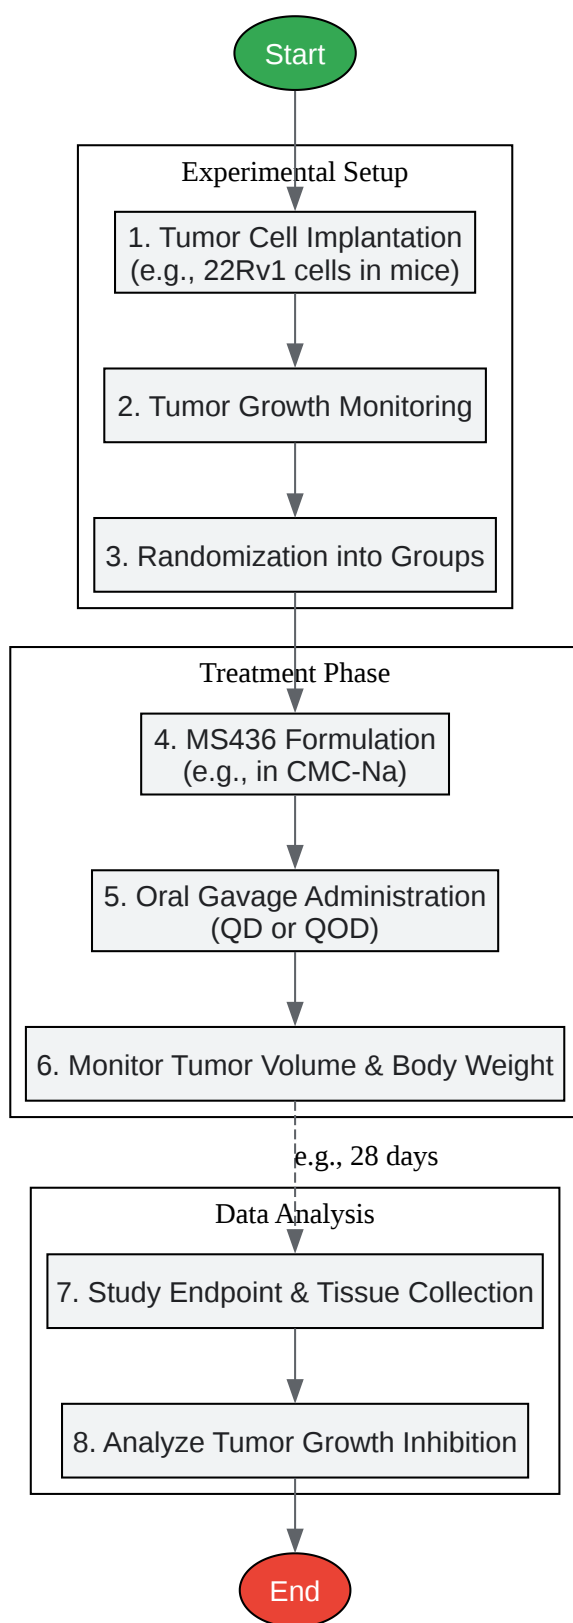 Start
Experimental Setup
1. Tumor Cell Implantation
(e.g., 22Rv1 cells in mice)
2. Tumor Growth Monitoring
3. Randomization into Groups
Treatment Phase
4. MS436 Formulation
(e.g., in CMC-Na)
5. Oral Gavage Administration
(QD or QOD)
6. Monitor Tumor Volume & Body Weight
e.g., 28 days
Data Analysis
7. Study Endpoint & Tissue Collection
8. Analyze Tumor Growth Inhibition
End